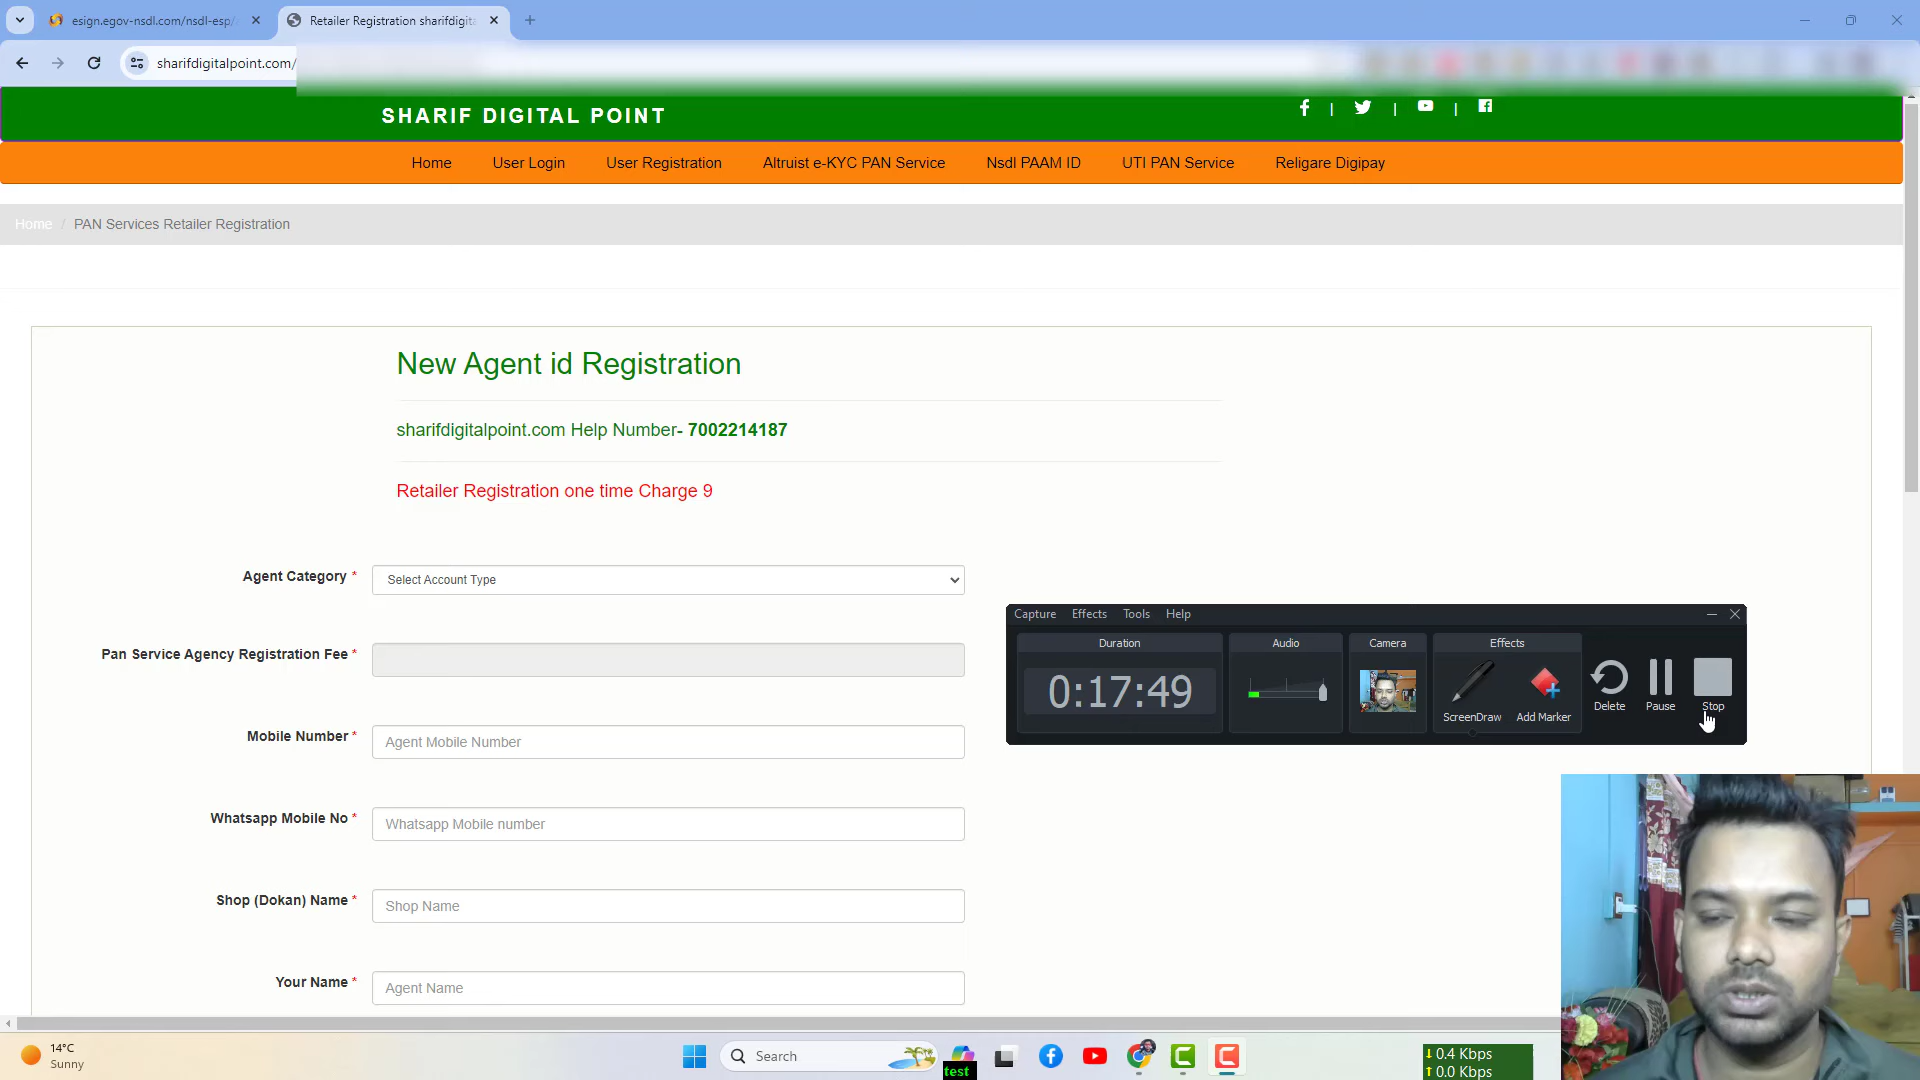 esign.egov-nsdl.com/nsdl-esp/
Retailer Registration sharifdigita
sharifdigitalpoint.com/
SHARIF DIGITAL POINT
| | |
Home User Login User Registration Altruist e-KYC PAN Service Nsdl PAAM ID UTI PAN Service Religare Digipay
Home / PAN Services Retailer Registration
New Agent id Registration
sharifdigitalpoint.com Help Number- 7002214187
Retailer Registration one time Charge 9
Agent Category *
Select Account Type
Pan Service Agency Registration Fee *
Mobile Number *
Agent Mobile Number
Whatsapp Mobile No *
Whatsapp Mobile number
Shop (Dokan) Name *
Shop Name
Your Name *
Agent Name
Capture Effects Tools Help
Duration Audio Camera Effects
0:17:49
ScreenDraw Add Marker Delete Pause Stop
14°C
Sunny
Search
test
0.4 Kbps
0.0 Kbps